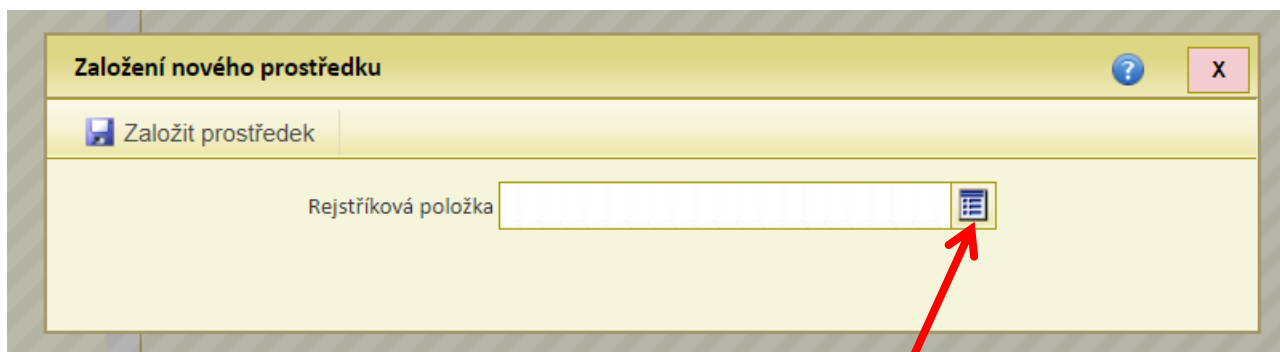 Založení nového prostředku
? X
Založit prostředek
Rejstříková položka